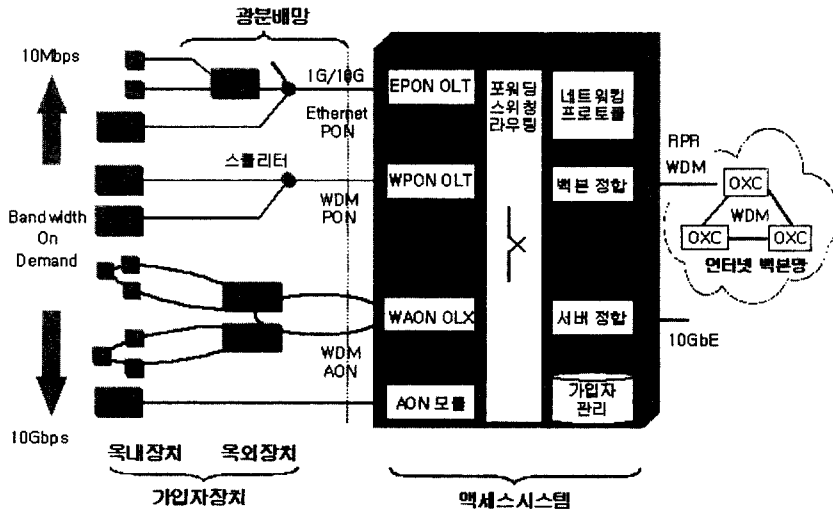 광분배망
10Mbps
1G/10G
Ethernet
PON
스플리터
WDM
PON
Bandwidth
On
Demand
WDM
AON
10Gbps
옥내장치
옥외장치
가입자장치
EPON OLT
WPON OLT
WAON OLX
AON 모듈
포워딩
스위칭
라우팅
네트워킹
프로토콜
백본 정합
서버 정합
가입자
관리
액세스시스템
RPR
WDM
10GbE
OXC
WDM
OXC
OXC
인터넷 백본망